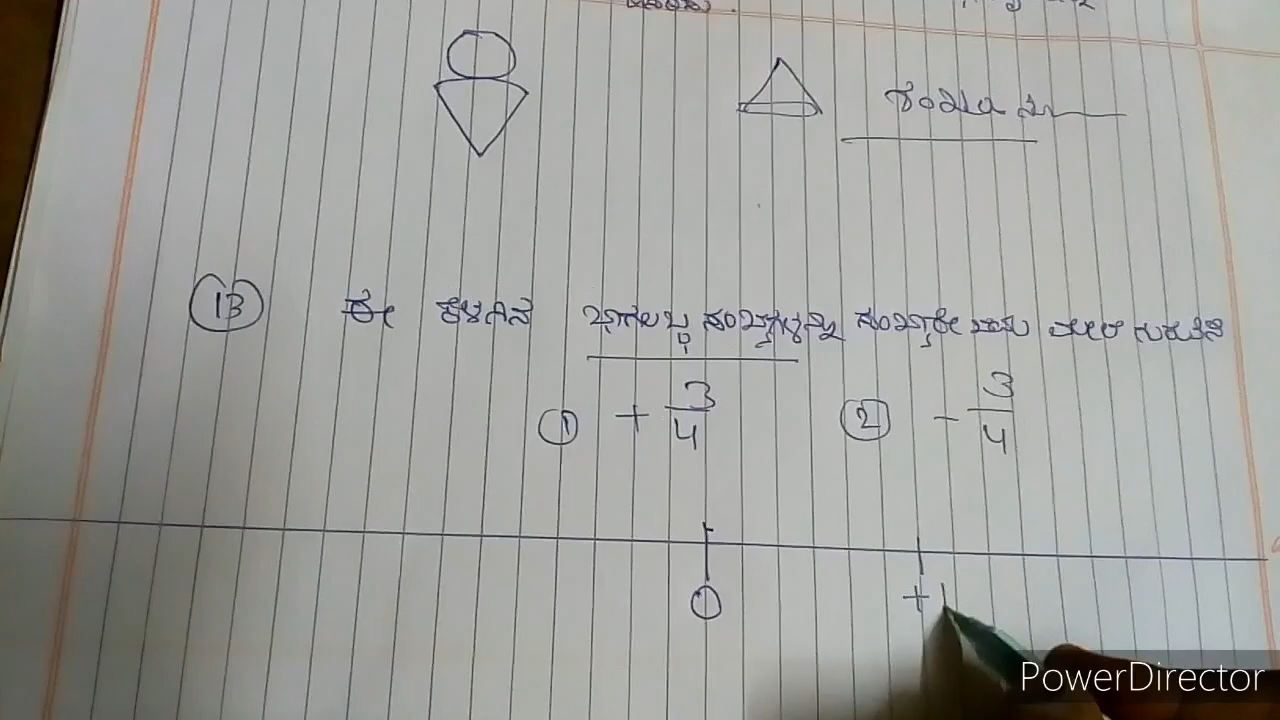 13 ಈ ಕೆಳಗಿನ ಭಾಗಲಬ್ಧ ಸಂಖ್ಯೆಗಳನ್ನು ಸಂಖ್ಯಾರೇಖೆಯ ಮೇಲೆ ಗುರುತಿಸಿ
① + 3/4 ② - 3/4
0 +1
PowerDirector